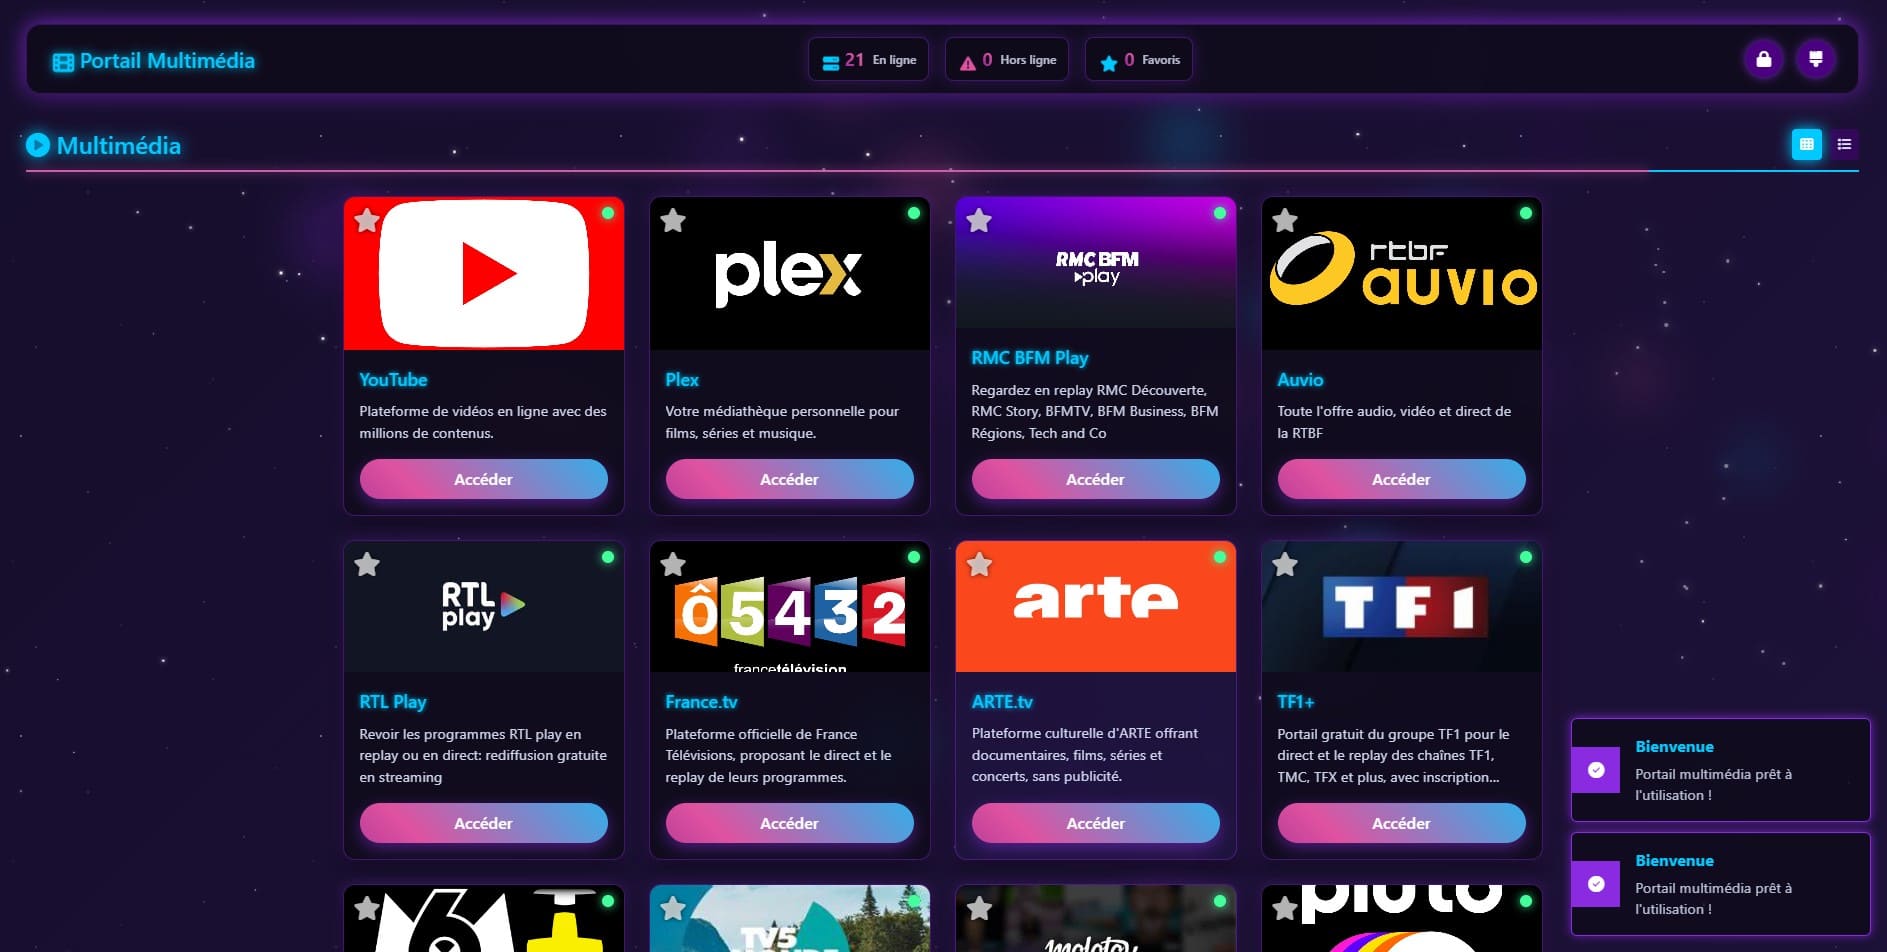 Portail Multimédia
21 En ligne
0 Hors ligne
0 Favoris
Multimédia
plex
RMC BFM
play
rtbf
auvio
YouTube
Plateforme de vidéos en ligne avec des
millions de contenus.
Accéder
Plex
Votre médiathèque personnelle pour
films, séries et musique.
Accéder
RMC BFM Play
Regardez en replay RMC Découverte,
RMC Story, BFMTV, BFM Business, BFM
Régions, Tech and Co
Accéder
Auvio
Toute l'offre audio, vidéo et direct de
la RTBF
Accéder
RTL
play
ô5432
francetélévision
arte
TF1
RTL Play
Revoir les programmes RTL play en
replay ou en direct: rediffusion gratuite
en streaming
Accéder
France.tv
Plateforme officielle de France
Télévisions, proposant le direct et le
replay de leurs programmes.
Accéder
ARTE.tv
Plateforme culturelle d'ARTE offrant
documentaires, films, séries et
concerts, sans publicité.
Accéder
TF1+
Portail gratuit du groupe TF1 pour le
direct et le replay des chaînes TF1,
TMC, TFX et plus, avec inscription...
Accéder
Bienvenue
Portail multimédia prêt à
l'utilisation !
Bienvenue
Portail multimédia prêt à
l'utilisation !
M6
TV5
MONDE
molotov
pluto